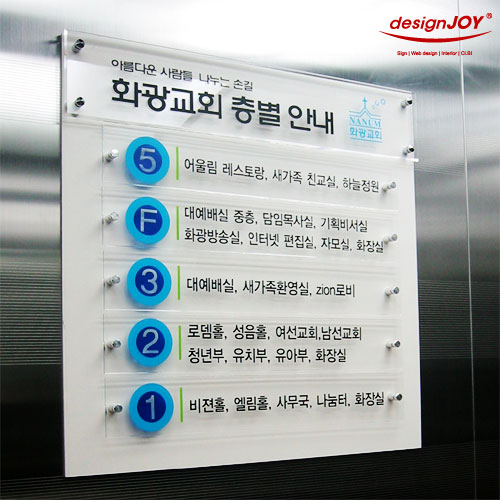 designJOY®
Sign | Web design | Interior | CI.BI
아름다운 사람들 나누는 손길
화광교회 층별 안내
NANUM
화광교회
5 어울림 레스토랑, 새가족 친교실, 하늘정원
F 대예배실 중층, 담임목사실, 기획비서실
화광방송실, 인터넷 편집실, 자모실, 화장실
3 대예배실, 새가족환영실, zion로비
2 로뎀홀, 성음홀, 여선교회,남선교회
청년부, 유치부, 유아부, 화장실
1 비젼홀, 엘림홀, 사무국, 나눔터, 화장실